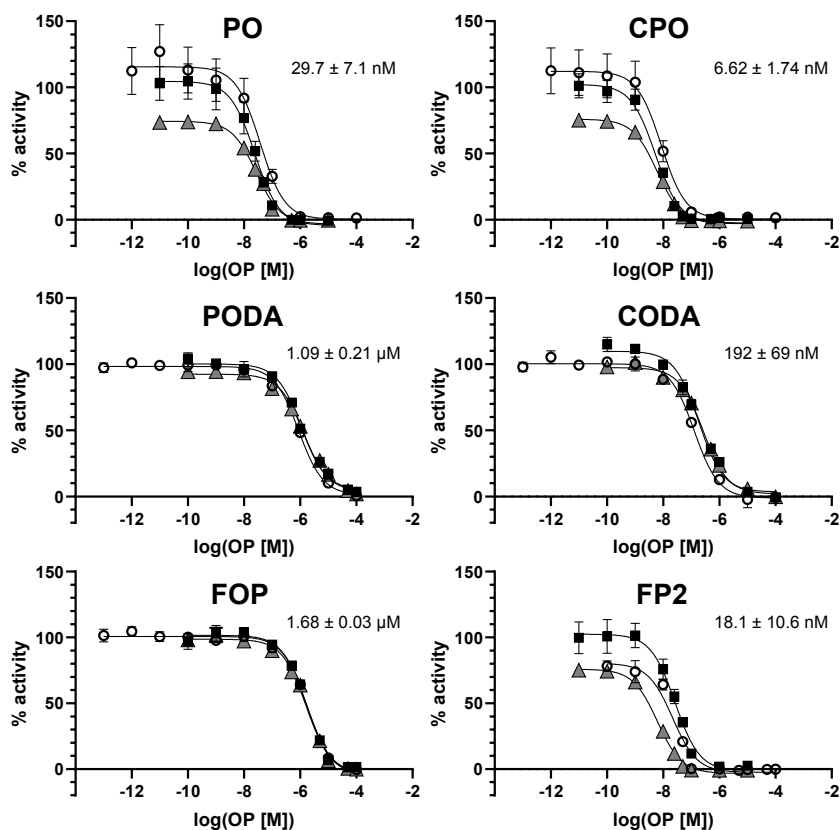 PO
29.7 ± 7.1 nM
150
100
50
0
% activity
-12 -10 -8 -6 -4 -2
log(OP [M])
CPO
6.62 ± 1.74 nM
150
100
50
0
% activity
-12 -10 -8 -6 -4 -2
log(OP [M])
PODA
1.09 ± 0.21 µM
150
100
50
0
% activity
-12 -10 -8 -6 -4 -2
log(OP [M])
CODA
192 ± 69 nM
150
100
50
0
% activity
-12 -10 -8 -6 -4 -2
log(OP [M])
FOP
1.68 ± 0.03 µM
150
100
50
0
% activity
-12 -10 -8 -6 -4 -2
log(OP [M])
FP2
18.1 ± 10.6 nM
150
100
50
0
% activity
-12 -10 -8 -6 -4 -2
log(OP [M])